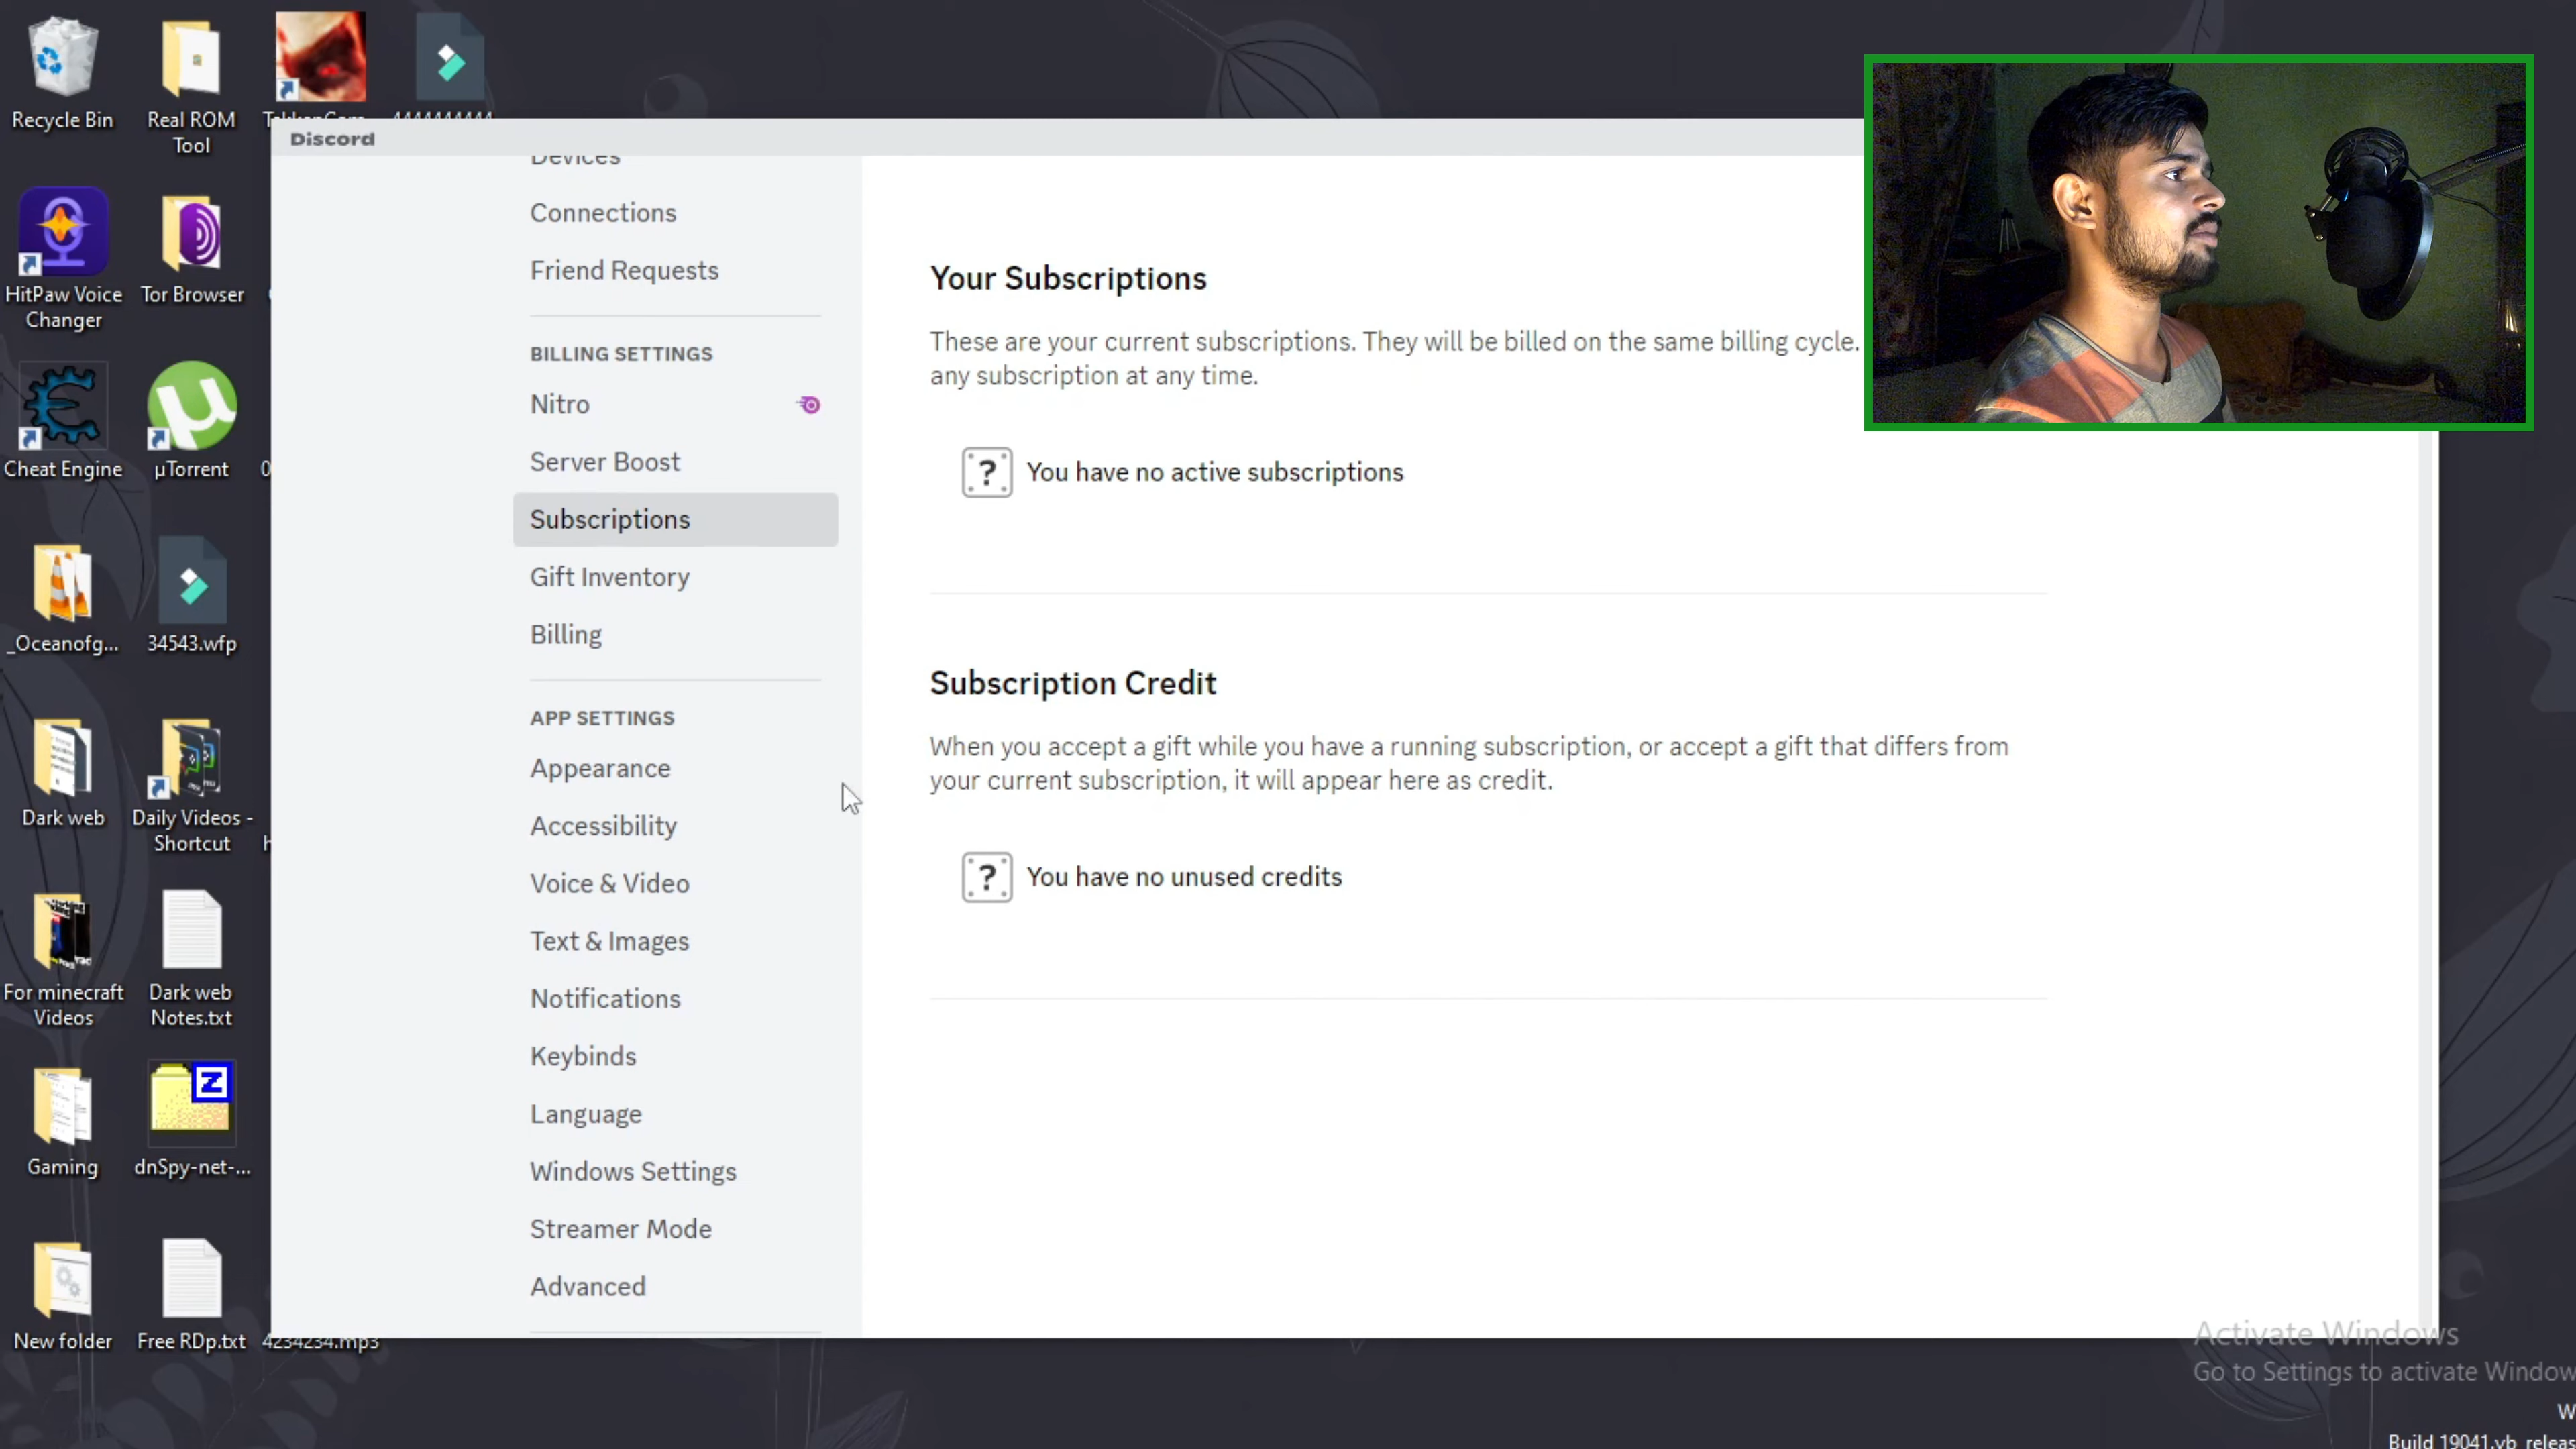 Recycle Bin
Real ROM
Tool
Discord
Devices
Connections
Friend Requests
BILLING SETTINGS
Nitro
Server Boost
Subscriptions
Gift Inventory
Billing
APP SETTINGS
Appearance
Accessibility
Voice & Video
Text & Images
Notifications
Keybinds
Language
Windows Settings
Streamer Mode
Advanced
Your Subscriptions
These are your current subscriptions. They will be billed on the same billing cycle.
any subscription at any time.
? You have no active subscriptions
Subscription Credit
When you accept a gift while you have a running subscription, or accept a gift that differs from
your current subscription, it will appear here as credit.
? You have no unused credits
HitPaw Voice
Changer
Tor Browser
Cheat Engine
µTorrent
_Oceanofg...
34543.wfp
Dark web
Daily Videos -
Shortcut
For minecraft
Videos
Dark web
Notes.txt
Z
Gaming
dnSpy-net-...
New folder
Free RDp.txt
4234234.mp3
Activate Windows
Go to Settings to activate Window
W
Build 19041.vb_releas